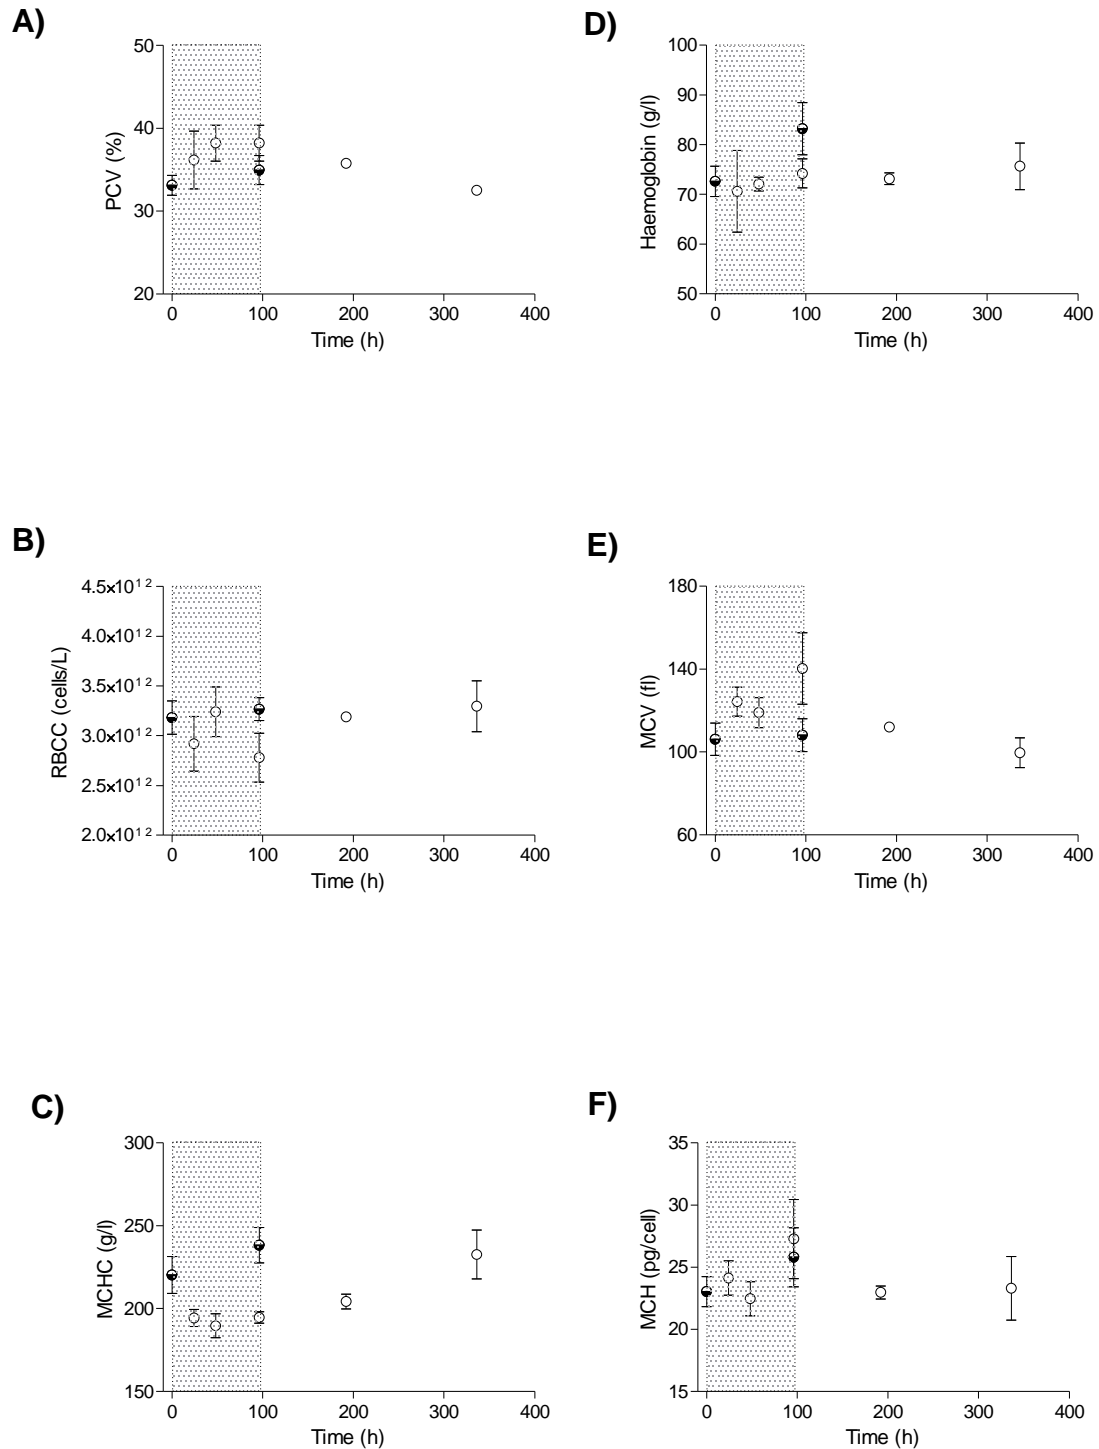 A)
50
40
30
20
PCV (%)
0 100 200 300 400
Time (h)
D)
100
90
80
70
60
50
Haemoglobin (g/l)
0 100 200 300 400
Time (h)
B)
4.5×10¹²
4.0×10¹²
3.5×10¹²
3.0×10¹²
2.5×10¹²
2.0×10¹²
RBCC (cells/L)
0 100 200 300 400
Time (h)
E)
180
140
100
60
MCV (fl)
0 100 200 300 400
Time (h)
C)
300
250
200
150
MCHC (g/l)
0 100 200 300 400
Time (h)
F)
35
30
25
20
15
MCH (pg/cell)
0 100 200 300 400
Time (h)